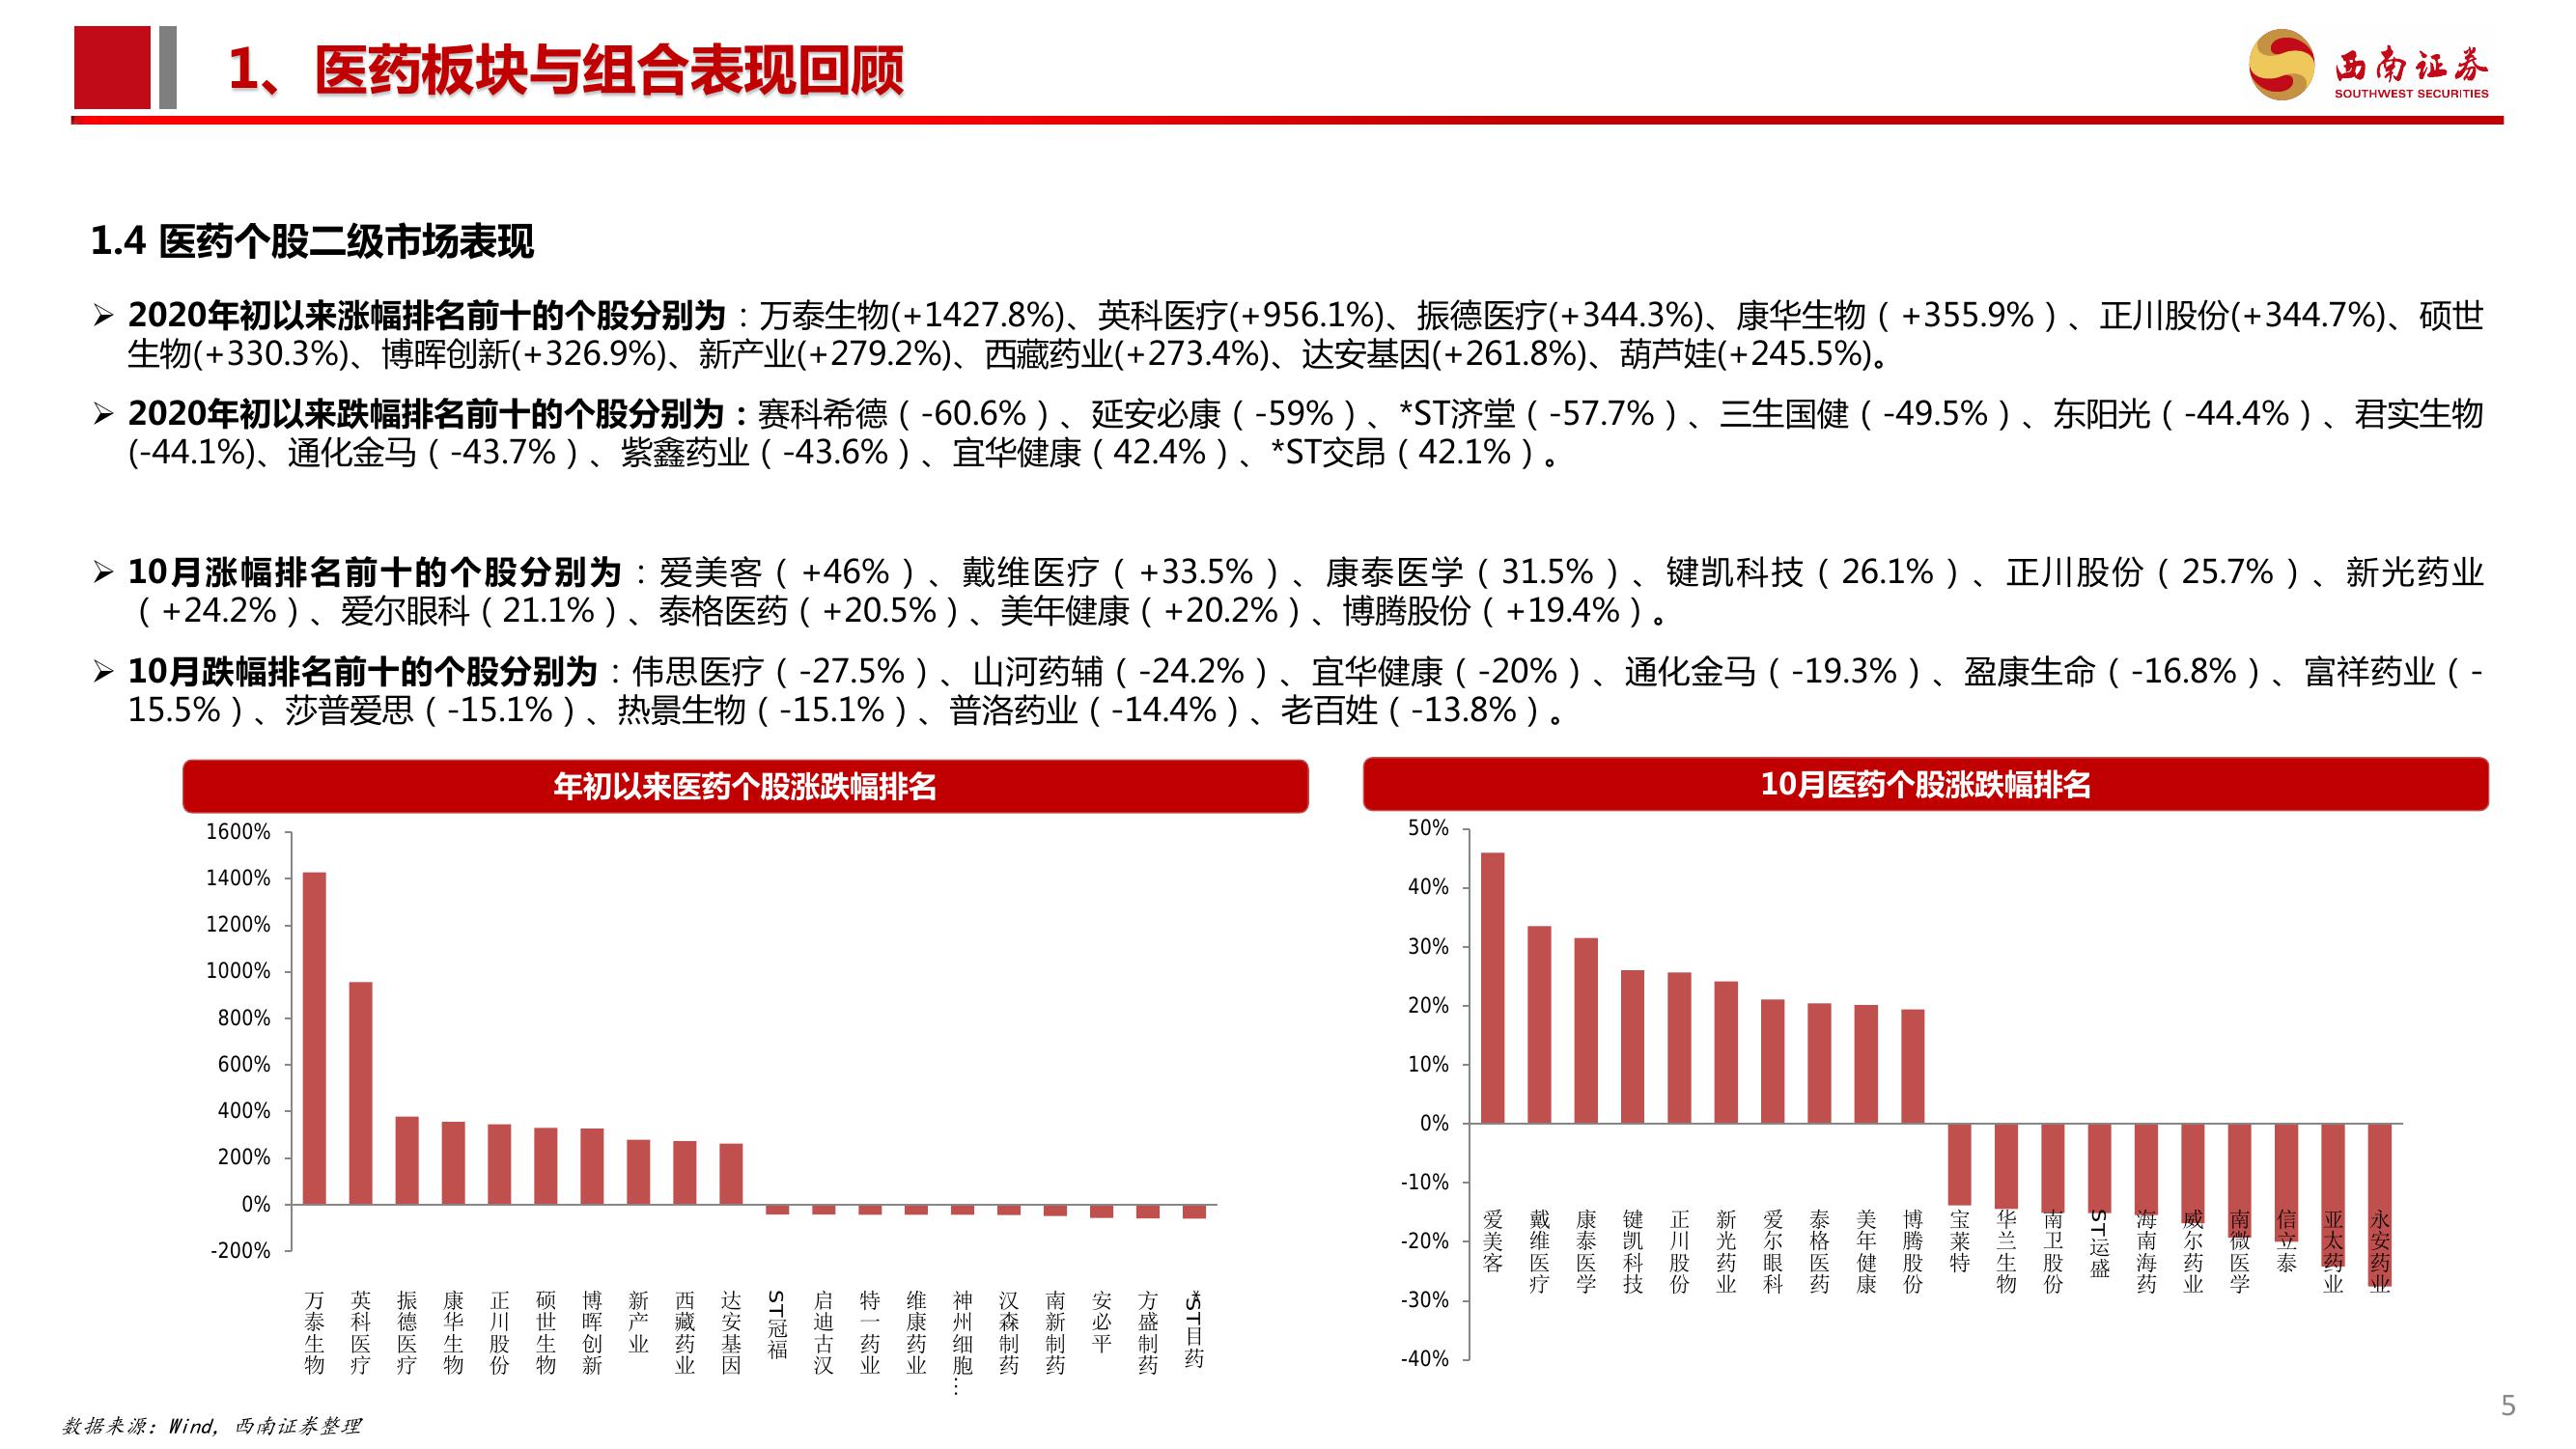 1、医药板块与组合表现回顾
西南证券
SOUTHWEST SECURITIES
1.4 医药个股二级市场表现
➢ 2020年初以来涨幅排名前十的个股分别为：万泰生物(+1427.8%)、英科医疗(+956.1%)、振德医疗(+344.3%)、康华生物（+355.9%）、正川股份(+344.7%)、硕世
生物(+330.3%)、博晖创新(+326.9%)、新产业(+279.2%)、西藏药业(+273.4%)、达安基因(+261.8%)、葫芦娃(+245.5%)。
➢ 2020年初以来跌幅排名前十的个股分别为：赛科希德（-60.6%）、延安必康（-59%）、*ST济堂（-57.7%）、三生国健（-49.5%）、东阳光（-44.4%）、君实生物
(-44.1%)、通化金马（-43.7%）、紫鑫药业（-43.6%）、宜华健康（42.4%）、*ST交昂（42.1%）。
➢ 10月涨幅排名前十的个股分别为：爱美客（+46%）、戴维医疗（+33.5%）、康泰医学（31.5%）、键凯科技（26.1%）、正川股份（25.7%）、新光药业
（+24.2%）、爱尔眼科（21.1%）、泰格医药（+20.5%）、美年健康（+20.2%）、博腾股份（+19.4%）。
➢ 10月跌幅排名前十的个股分别为：伟思医疗（-27.5%）、山河药辅（-24.2%）、宜华健康（-20%）、通化金马（-19.3%）、盈康生命（-16.8%）、富祥药业（-
15.5%）、莎普爱思（-15.1%）、热景生物（-15.1%）、普洛药业（-14.4%）、老百姓（-13.8%）。
年初以来医药个股涨跌幅排名
1600%
1400%
1200%
1000%
800%
600%
400%
200%
0%
-200%
万泰生物
英科医疗
振德医疗
康华生物
正川股份
硕世生物
博晖创新
新产业
西藏药业
达安基因
ST冠福
启迪古汉
特一药业
维康药业
神州细胞…
汉森制药
南新制药
安必平
方盛制药
*ST目药
10月医药个股涨跌幅排名
50%
40%
30%
20%
10%
0%
-10%
-20%
-30%
-40%
爱美客
戴维医疗
康泰医学
键凯科技
正川股份
新光药业
爱尔眼科
泰格医药
美年健康
博腾股份
宝莱特
华兰生物
南卫股份
ST运盛
海南海药
威尔药业
南微医学
信立泰
亚太药业
永安药业
数据来源：Wind，西南证券整理
5